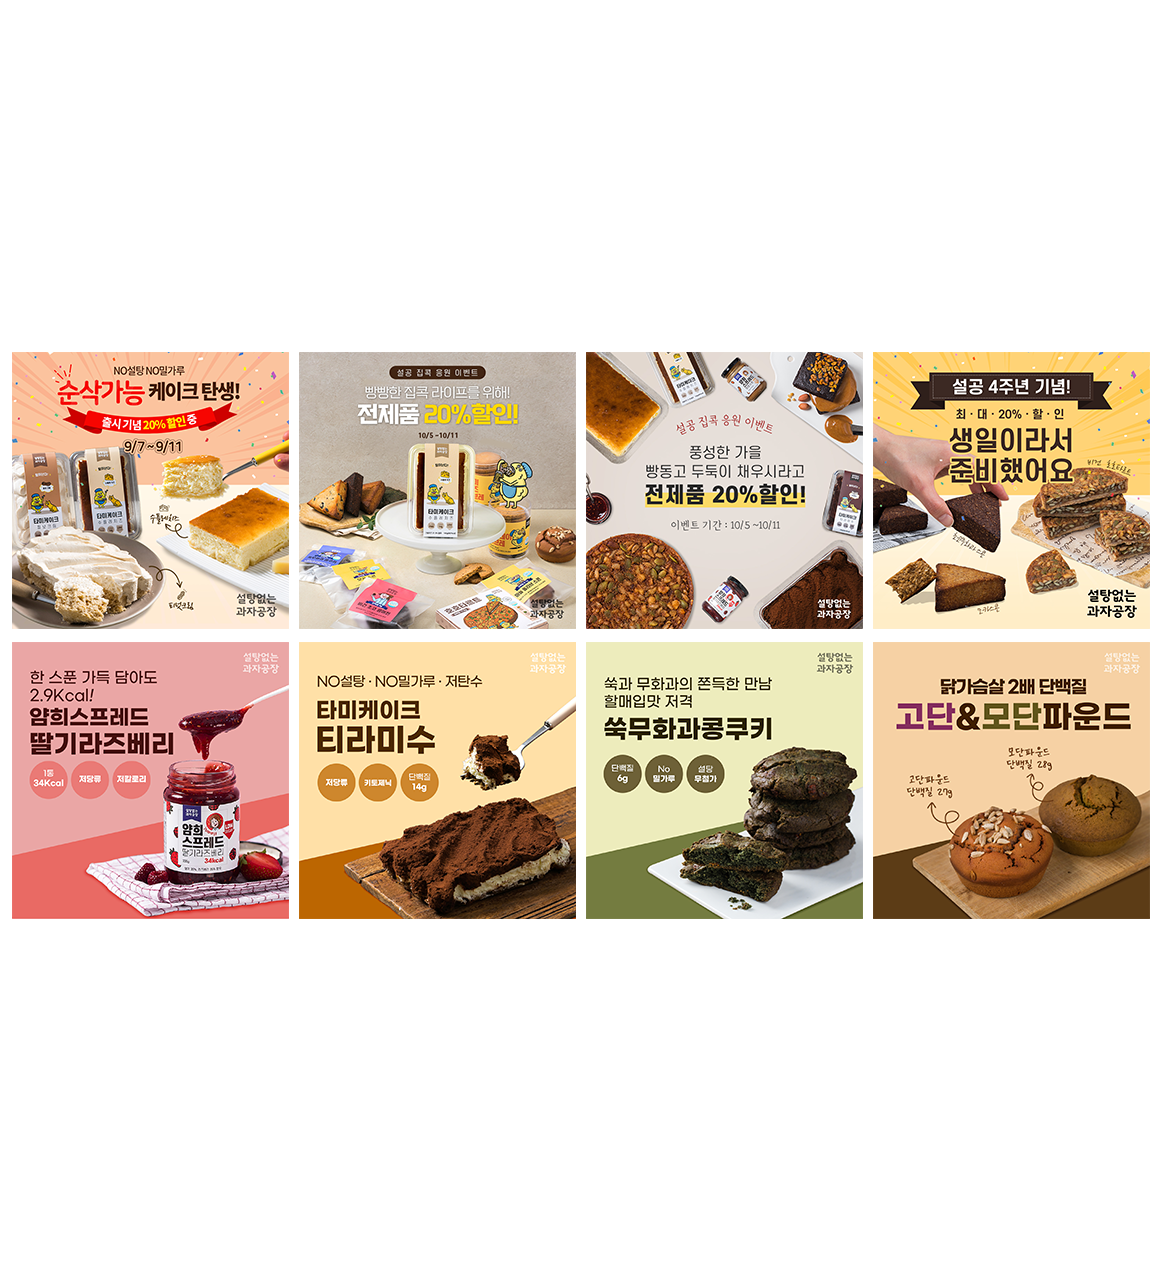 NO설탕 NO밀가루
순삭가능 케이크 탄생!
출시 기념 20% 할인 중
9/7 ~ 9/11
타미케이크
타미케이크
설탕없는
과자공장
설공 집콕 응원 이벤트
빵빵한 집콕 라이프를 위해!
전제품 20%할인!
10/5 ~10/11
타미케이크
설탕없는
과자공장
설공 집콕 응원 이벤트
풍성한 가을
빵동고 두둑이 채우시라고
전제품 20%할인!
이벤트 기간 : 10/5 ~10/11
타미케이크
설탕없는
과자공장
설공 4주년 기념!
최·대·20%·할·인
생일이라서
준비했어요
설탕없는
과자공장
한 스푼 가득 담아도
2.9Kcal!
얌희스프레드
딸기라즈베리
1통
34Kcal
저당류
저칼로리
얌희
스프레드
딸기라즈베리
34kcal
설탕없는
과자공장
NO설탕 · NO밀가루 · 저탄수
타미케이크
티라미수
저당류
키토제닉
단백질
14g
설탕없는
과자공장
쑥과 무화과의 쫀득한 만남
할매입맛 저격
쑥무화과콩쿠키
단백질
6g
No
밀가루
설탕
무첨가
설탕없는
과자공장
닭가슴살 2배 단백질
고단&모단파운드
모단파운드
단백질 28g
고단파운드
단백질 27g
설탕없는
과자공장